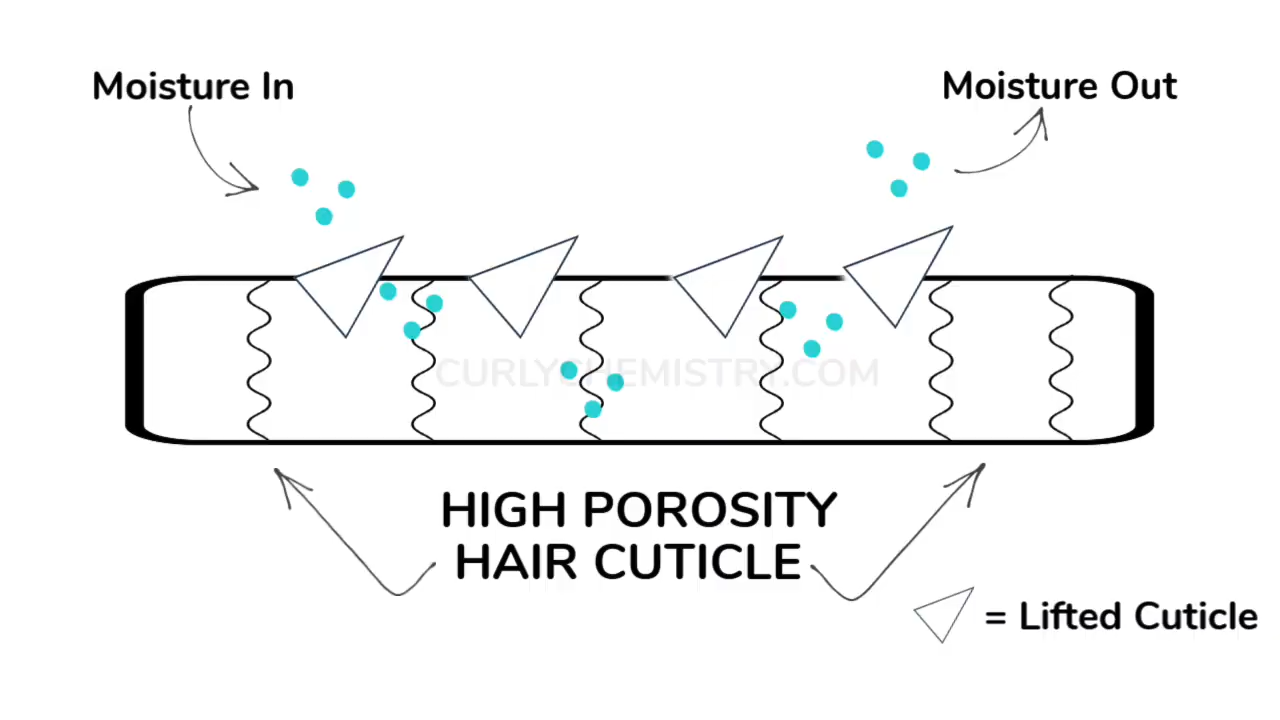 Moisture In
Moisture Out
CURLYCHEMISTRY.COM
HIGH POROSITY
HAIR CUTICLE
= Lifted Cuticle